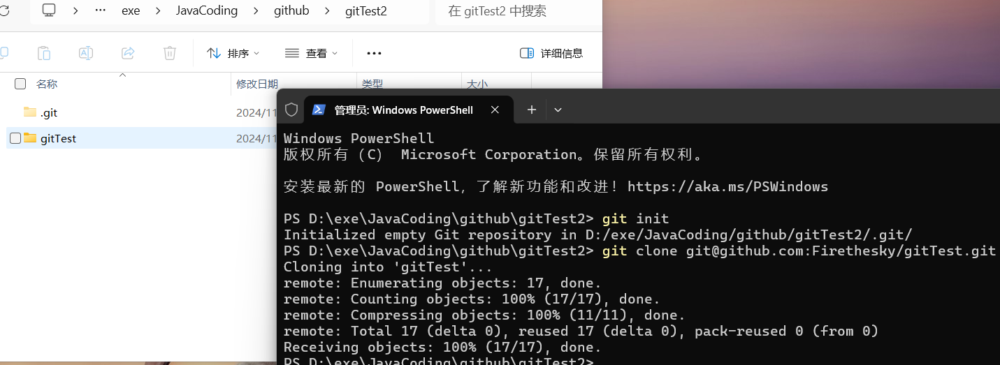 exe > JavaCoding > github > gitTest2
在 gitTest2 中搜索
排序 查看 ••• 详细信息
名称 修改日期 类型 大小
.git 2024/11
gitTest 2024/11
管理员: Windows PowerShell
Windows PowerShell
版权所有（C） Microsoft Corporation。保留所有权利。
安装最新的 PowerShell，了解新功能和改进！https://aka.ms/PSWindows
PS D:\exe\JavaCoding\github\gitTest2> git init
Initialized empty Git repository in D:/exe/JavaCoding/github/gitTest2/.git/
PS D:\exe\JavaCoding\github\gitTest2> git clone git@github.com:Firethesky/gitTest.git
Cloning into 'gitTest'...
remote: Enumerating objects: 17, done.
remote: Counting objects: 100% (17/17), done.
remote: Compressing objects: 100% (11/11), done.
remote: Total 17 (delta 0), reused 17 (delta 0), pack-reused 0 (from 0)
Receiving objects: 100% (17/17), done.
PS D:\exe\JavaCoding\github\gitTest2>